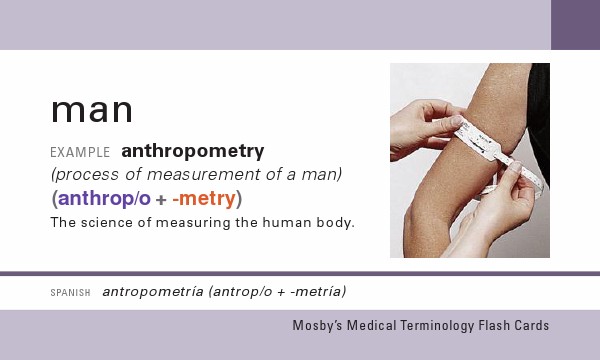 man
EXAMPLE anthropometry
(process of measurement of a man)
(anthrop/o + -metry)
The science of measuring the human body.
SPANISH antropometría (antrop/o + -metría)
Mosby's Medical Terminology Flash Cards